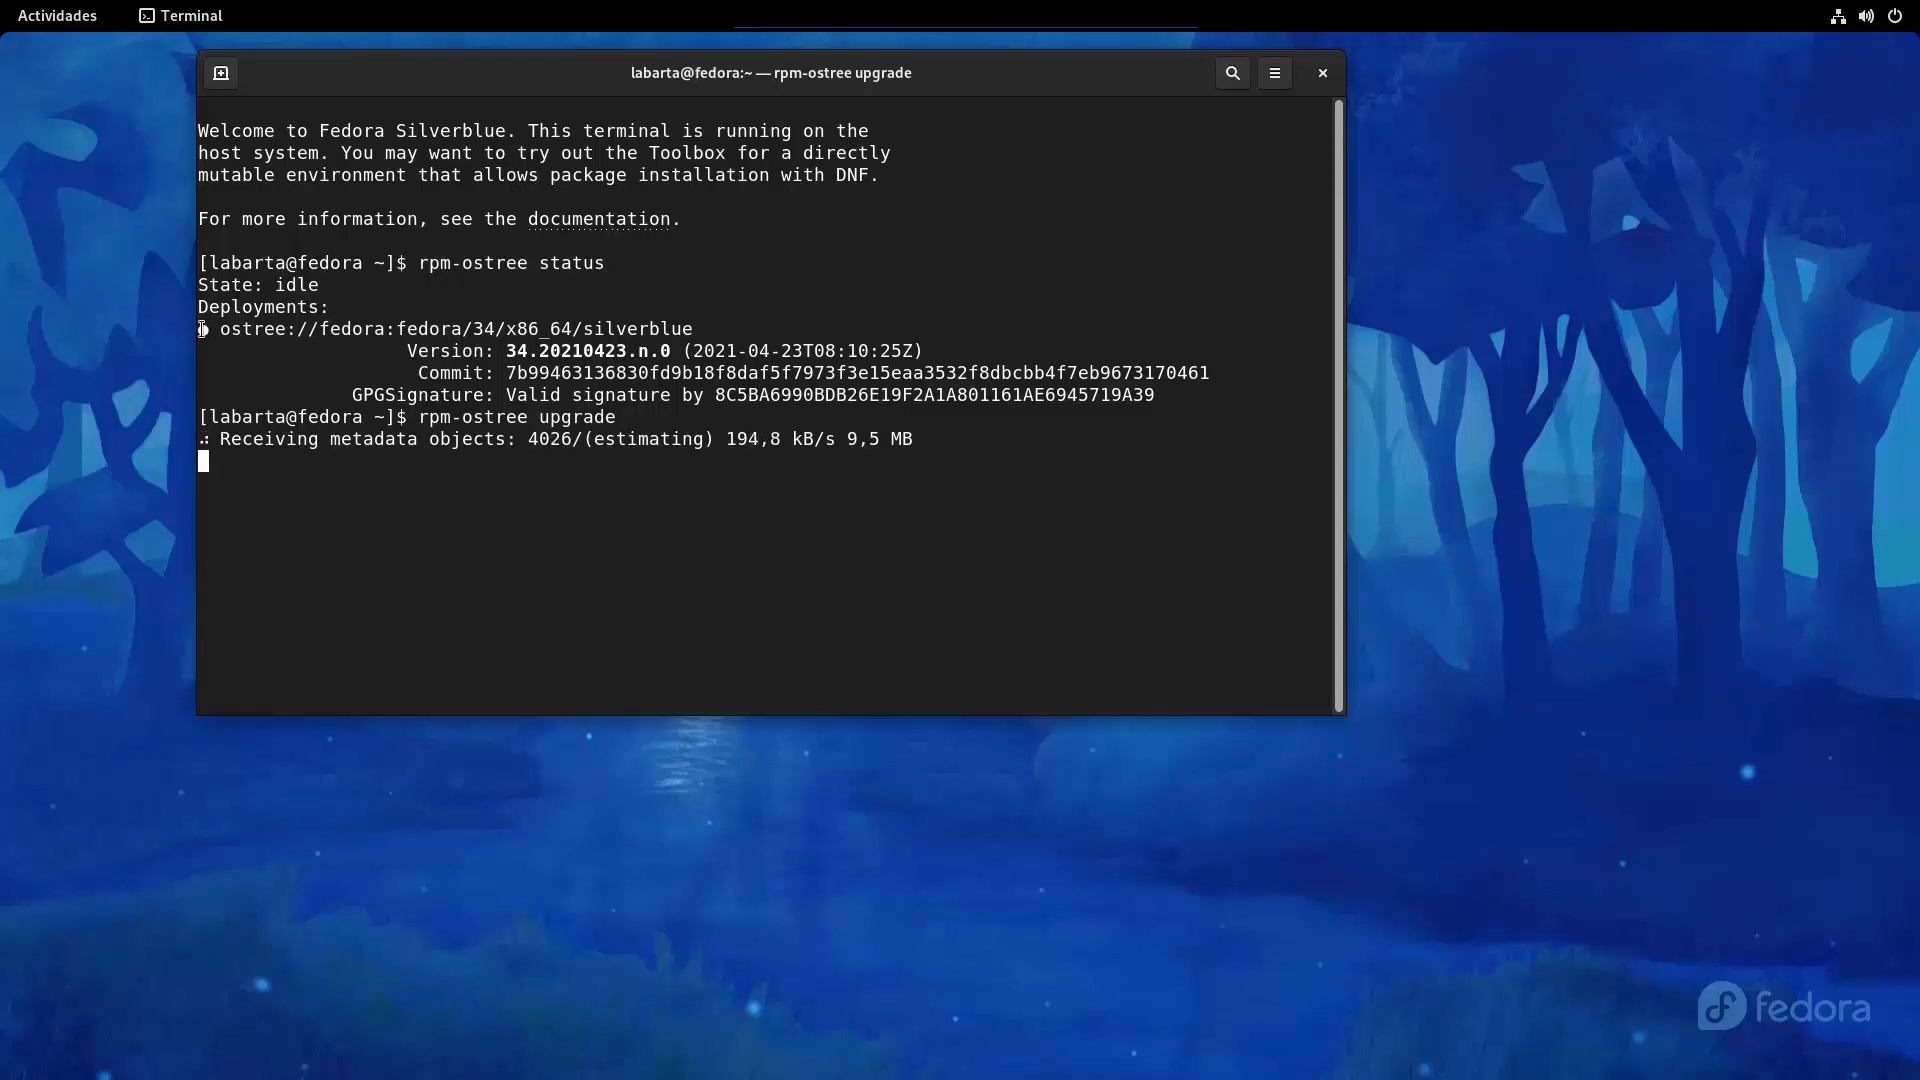 Actividades
Terminal
labarta@fedora:~ — rpm-ostree upgrade
Welcome to Fedora Silverblue. This terminal is running on the
host system. You may want to try out the Toolbox for a directly
mutable environment that allows package installation with DNF.
For more information, see the documentation.
[labarta@fedora ~]$ rpm-ostree status
State: idle
Deployments:
● ostree://fedora:fedora/34/x86_64/silverblue
Version: 34.20210423.n.0 (2021-04-23T08:10:25Z)
Commit: 7b99463136830fd9b18f8daf5f7973f3e15eaa3532f8dbcbb4f7eb9673170461
GPGSignature: Valid signature by 8C5BA6990BDB26E19F2A1A801161AE6945719A39
[labarta@fedora ~]$ rpm-ostree upgrade
⠴ Receiving metadata objects: 4026/(estimating) 194,8 kB/s 9,5 MB
fedora